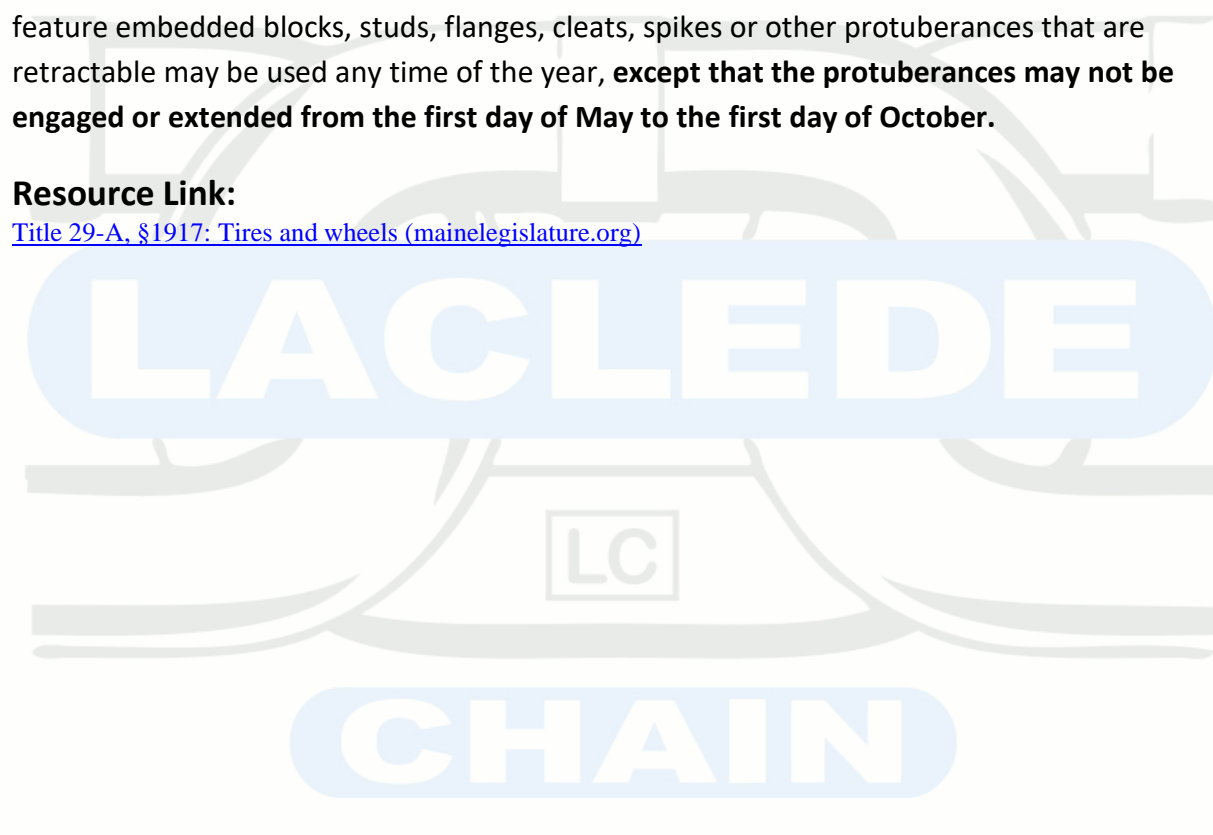 feature embedded blocks, studs, flanges, cleats, spikes or other protuberances that are
retractable may be used any time of the year, except that the protuberances may not be
engaged or extended from the first day of May to the first day of October.
Resource Link:
Title 29-A, §1917: Tires and wheels (mainelegislature.org)
LACLEDE
LC
CHAIN